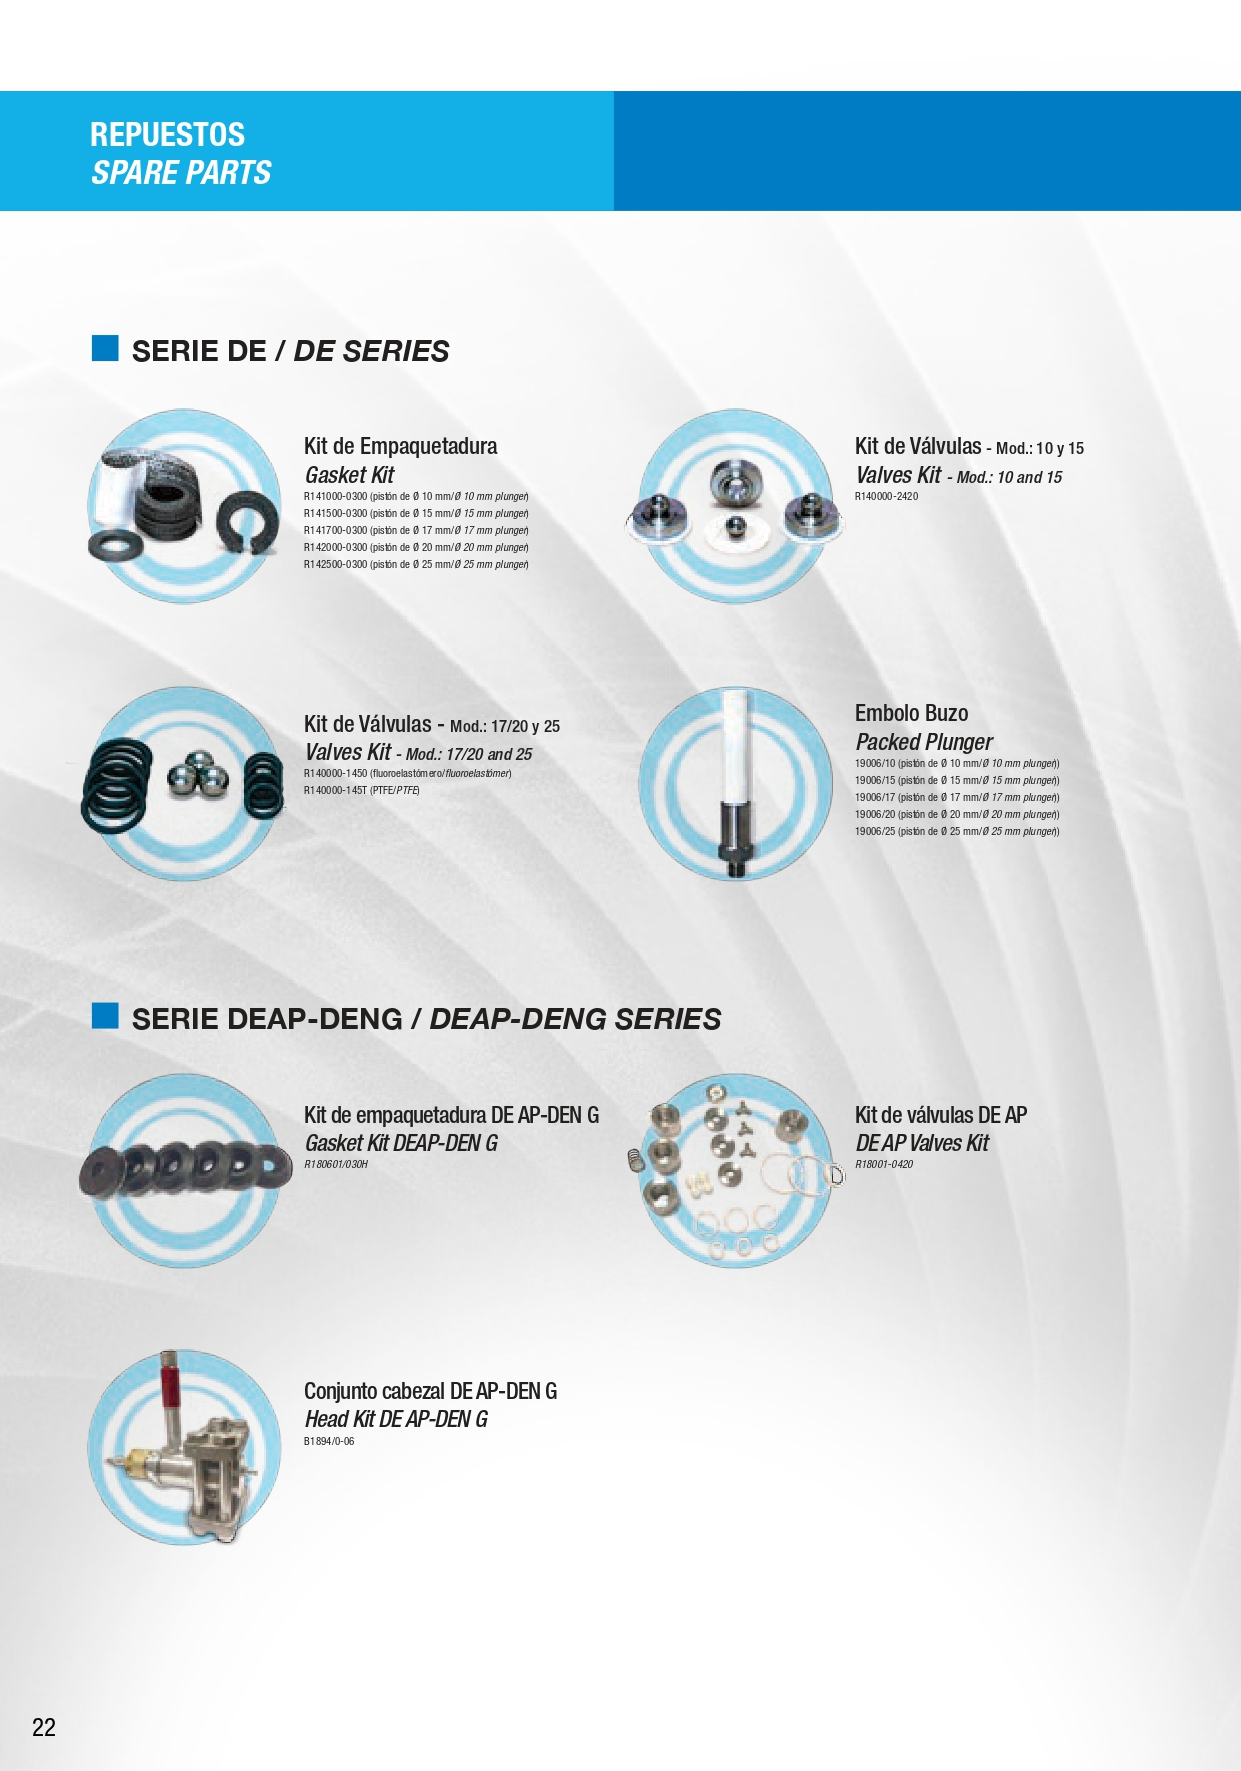 REPUESTOS
SPARE PARTS
SERIE DE / DE SERIES
Kit de Empaquetadura
Gasket Kit
R141000-0300 (pistón de Ø 10 mm/Ø 10 mm plunger)
R141500-0300 (pistón de Ø 15 mm/Ø 15 mm plunger)
R141700-0300 (pistón de Ø 17 mm/Ø 17 mm plunger)
R142000-0300 (pistón de Ø 20 mm/Ø 20 mm plunger)
R142500-0300 (pistón de Ø 25 mm/Ø 25 mm plunger)
Kit de Válvulas - Mod.: 10 y 15
Valves Kit - Mod.: 10 and 15
R140000-2420
Kit de Válvulas - Mod.: 17/20 y 25
Valves Kit - Mod.: 17/20 and 25
R140000-1450 (fluoroelastómero/fluoroelastómer)
R140000-145T (PTFE/PTFE)
Embolo Buzo
Packed Plunger
19006/10 (pistón de Ø 10 mm/Ø 10 mm plunger))
19006/15 (pistón de Ø 15 mm/Ø 15 mm plunger))
19006/17 (pistón de Ø 17 mm/Ø 17 mm plunger))
19006/20 (pistón de Ø 20 mm/Ø 20 mm plunger))
19006/25 (pistón de Ø 25 mm/Ø 25 mm plunger))
SERIE DEAP-DENG / DEAP-DENG SERIES
Kit de empaquetadura DE AP-DEN G
Gasket Kit DEAP-DEN G
R180601/030H
Kit de válvulas DE AP
DE AP Valves Kit
R18001-0420
Conjunto cabezal DE AP-DEN G
Head Kit DE AP-DEN G
B1894/0-06
22